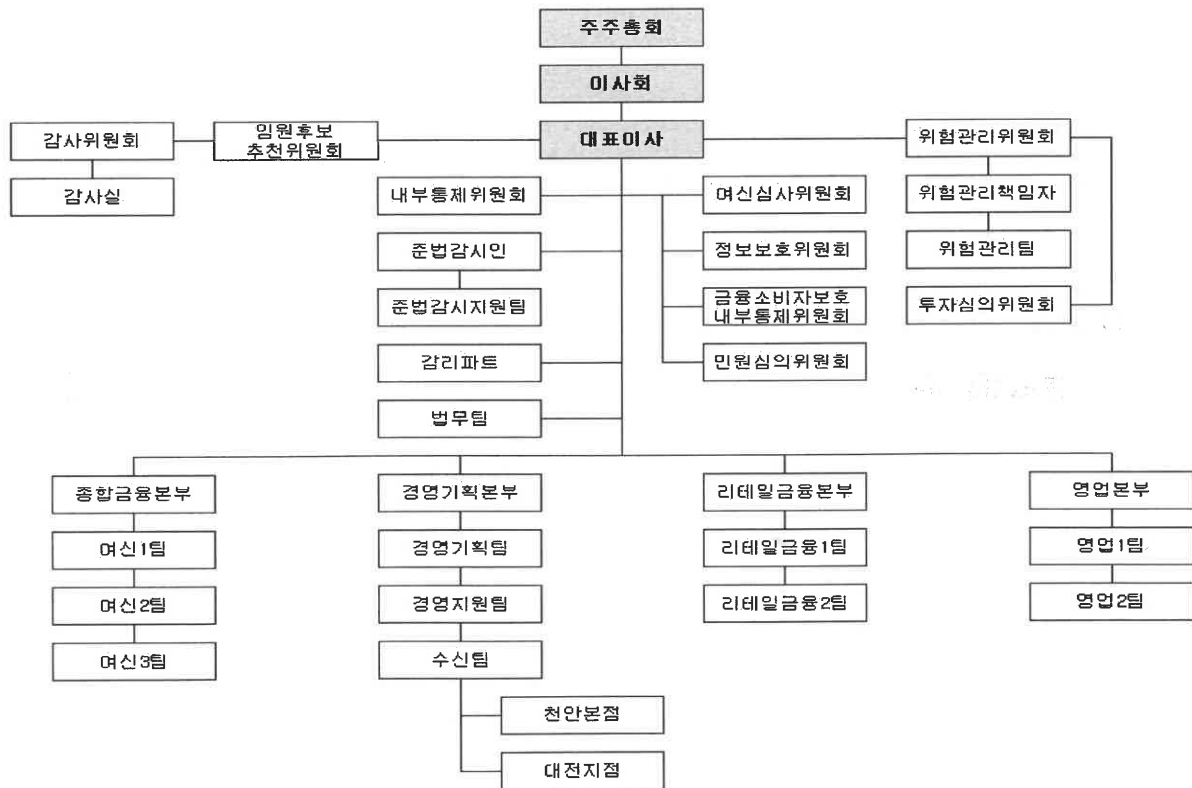 주주총회
이사회
대표이사
감사위원회
임원후보
추천위원회
위험관리위원회
감사실
내부통제위원회
여신심사위원회
위험관리책임자
준법감시인
정보보호위원회
위험관리팀
준법감시지원팀
금융소비자보호
내부통제위원회
투자심의위원회
감리파트
민원심의위원회
법무팀
종합금융본부
경영기획본부
리테일금융본부
영업본부
여신1팀
경영기획팀
리테일금융1팀
영업1팀
여신2팀
경영지원팀
리테일금융2팀
영업2팀
여신3팀
수신팀
천안본점
대전지점